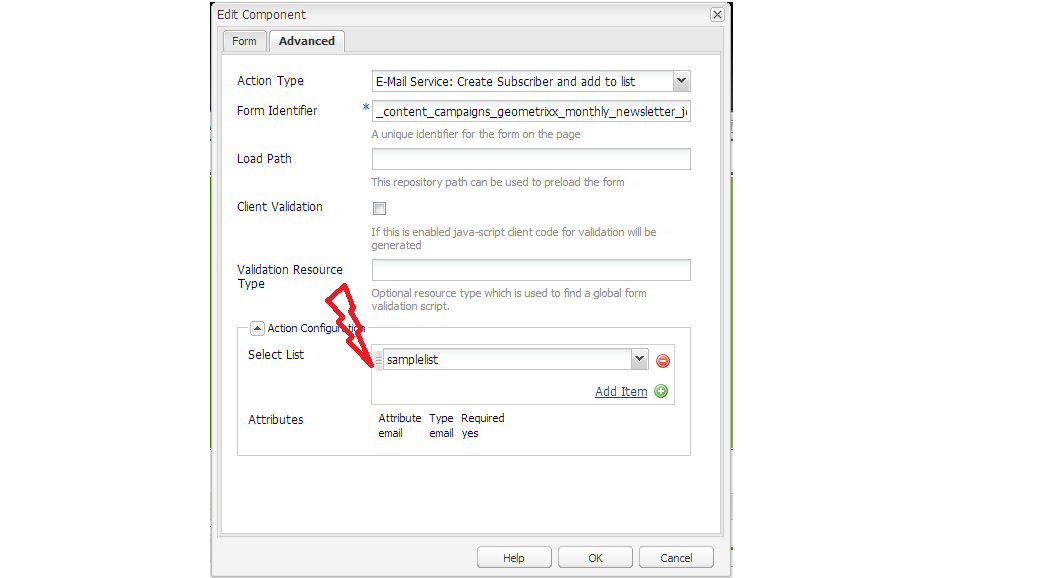 Edit Component
Form Advanced
Action Type E-Mail Service: Create Subscriber and add to list
Form Identifier * _content_campaigns_geometrixx_monthly_newsletter_j
A unique identifier for the form on the page
Load Path
This repository path can be used to preload the form
Client Validation
If this is enabled java-script client code for validation will be
generated
Validation Resource
Type
Optional resource type which is used to find a global form
validation script.
Action Configuration
Select List samplelist
Add Item
Attributes Attribute Type Required
email email yes
Help OK Cancel